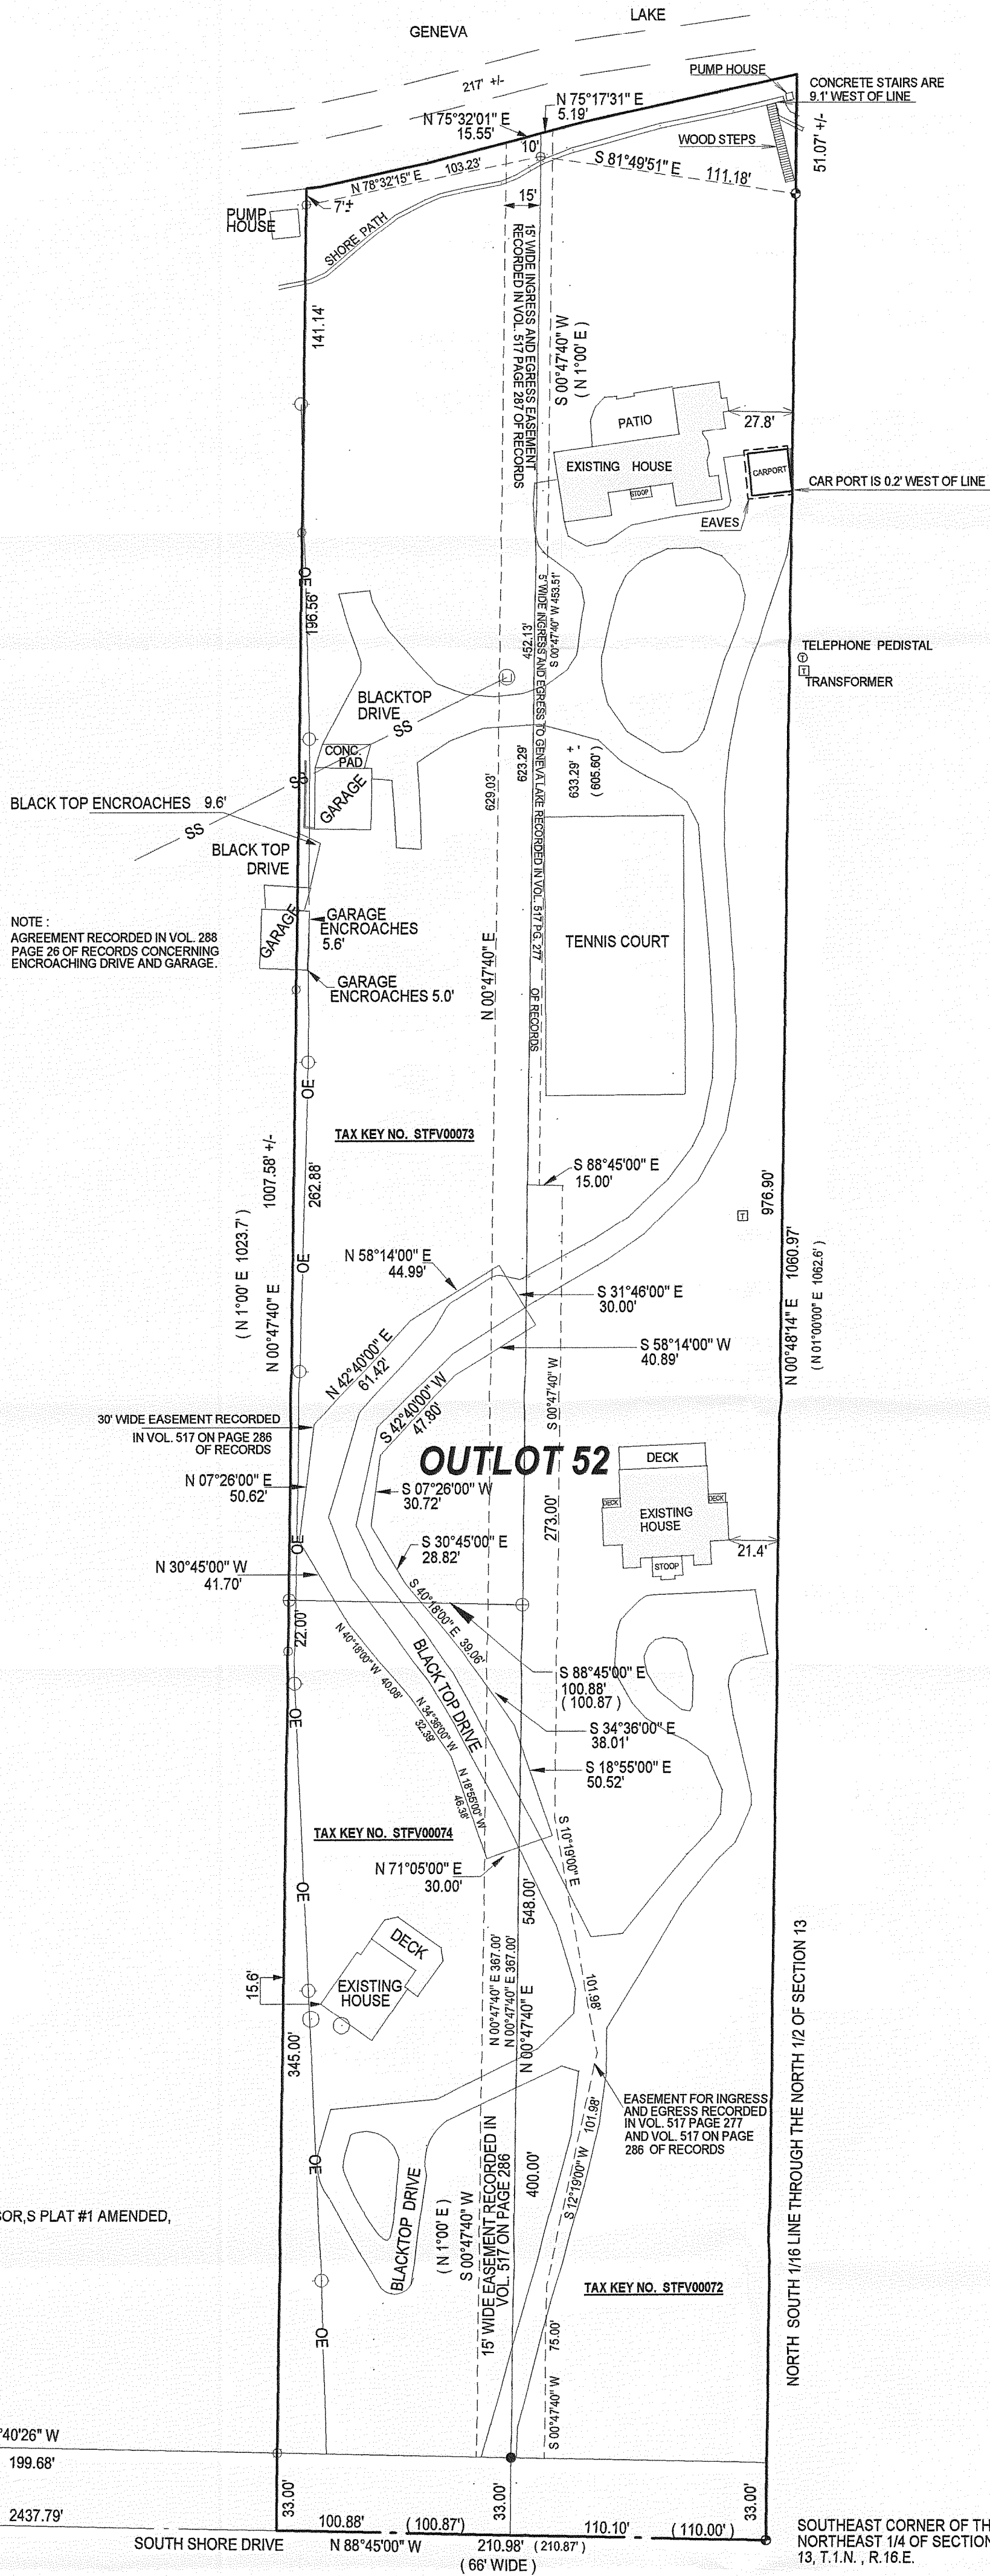 LAKE
GENEVA
217' +/-
PUMP HOUSE
CONCRETE STAIRS ARE
9.1' WEST OF LINE
N 75°17'31" E
5.19'
N 75°32'01" E
15.55'
WOOD STEPS
51.07' +/-
10'
S 81°49'51" E 111.18'
N 78°32'15" E 103.23'
7'±
15'
PUMP
HOUSE
SHORE PATH
141.14'
15' WIDE INGRESS AND EGRESS EASEMENT
RECORDED IN VOL. 517 PAGE 287 OF RECORDS
S 00°47'40" W
( N 1°00' E )
PATIO
27.8'
EXISTING HOUSE
STOOP
CARPORT
CAR PORT IS 0.2' WEST OF LINE
EAVES
OE
196.56'
5' WIDE INGRESS AND EGRESS TO GENEVA LAKE RECORDED IN VOL. 517 PG. 277 OF RECORDS
S 00°47'40" W 453.51'
452.13'
TELEPHONE PEDISTAL
T
T
TRANSFORMER
BLACKTOP
DRIVE
SS
CONC.
PAD
GARAGE
SS
629.03'
623.29'
633.29' ±
( 605.60' )
BLACK TOP ENCROACHES 9.6'
SS
BLACK TOP
DRIVE
NOTE :
AGREEMENT RECORDED IN VOL. 288
PAGE 26 OF RECORDS CONCERNING
ENCROACHING DRIVE AND GARAGE.
GARAGE
GARAGE
ENCROACHES
5.6'
GARAGE
ENCROACHES 5.0'
TENNIS COURT
N 00°47'40" E
OE
TAX KEY NO. STFV00073
1007.58' +/-
( N 1°00' E 1023.7' )
N 00°47'40" E
262.88'
S 88°45'00" E
15.00'
976.90'
T
N 00°48'14" E 1060.97'
( N 01°00'00" E 1062.6' )
OE
N 58°14'00" E
44.99'
S 31°46'00" E
30.00'
S 58°14'00" W
40.89'
N 42°40'00" E
61.42'
S 42°40'00" W
47.80'
S 00°47'40" W
273.00'
30' WIDE EASEMENT RECORDED
IN VOL. 517 ON PAGE 286
OF RECORDS
OUTLOT 52
N 07°26'00" E
50.62'
S 07°26'00" W
30.72'
DECK
DECK
DECK
EXISTING
HOUSE
STOOP
21.4'
OE
S 30°45'00" E
28.82'
N 30°45'00" W
41.70'
22.00'
S 40°18'00" E 39.06'
N 40°18'00" W 40.08'
BLACK TOP DRIVE
S 88°45'00" E
100.88'
( 100.87 )
N 34°36'00" W
32.39'
S 34°36'00" E
38.01'
S 18°55'00" E
50.52'
OE
N 18°55'00" W
46.38'
TAX KEY NO. STFV00074
N 71°05'00" E
30.00'
S 10°19'00" E
101.98'
548.00'
OE
DECK
EXISTING
HOUSE
15.6'
345.00'
N 00°47'40" E 367.00'
N 00°47'40" E 367.00'
N 00°47'40" E
NORTH SOUTH 1/16 LINE THROUGH THE NORTH 1/2 OF SECTION 13
EASEMENT FOR INGRESS
AND EGRESS RECORDED
IN VOL. 517 PAGE 277
AND VOL. 517 ON PAGE
286 OF RECORDS
OE
S 12°19'00" W 101.98'
400.00'
BLACKTOP DRIVE
( N 1°00' E )
S 00°47'40" W
15' WIDE EASEMENT RECORDED IN
VOL. 517 ON PAGE 286
SOR,S PLAT #1 AMENDED,
TAX KEY NO. STFV00072
OE
S 00°47'40" W 75.00'
°40'26" W
199.68'
2437.79'
33.00'
33.00'
33.00'
100.88' ( 100.87' )
110.10' ( 110.00' )
SOUTH SHORE DRIVE N 88°45'00" W 210.98' ( 210.87' )
( 66' WIDE )
SOUTHEAST CORNER OF TH
NORTHEAST 1/4 OF SECTION
13, T.1.N. , R.16.E.